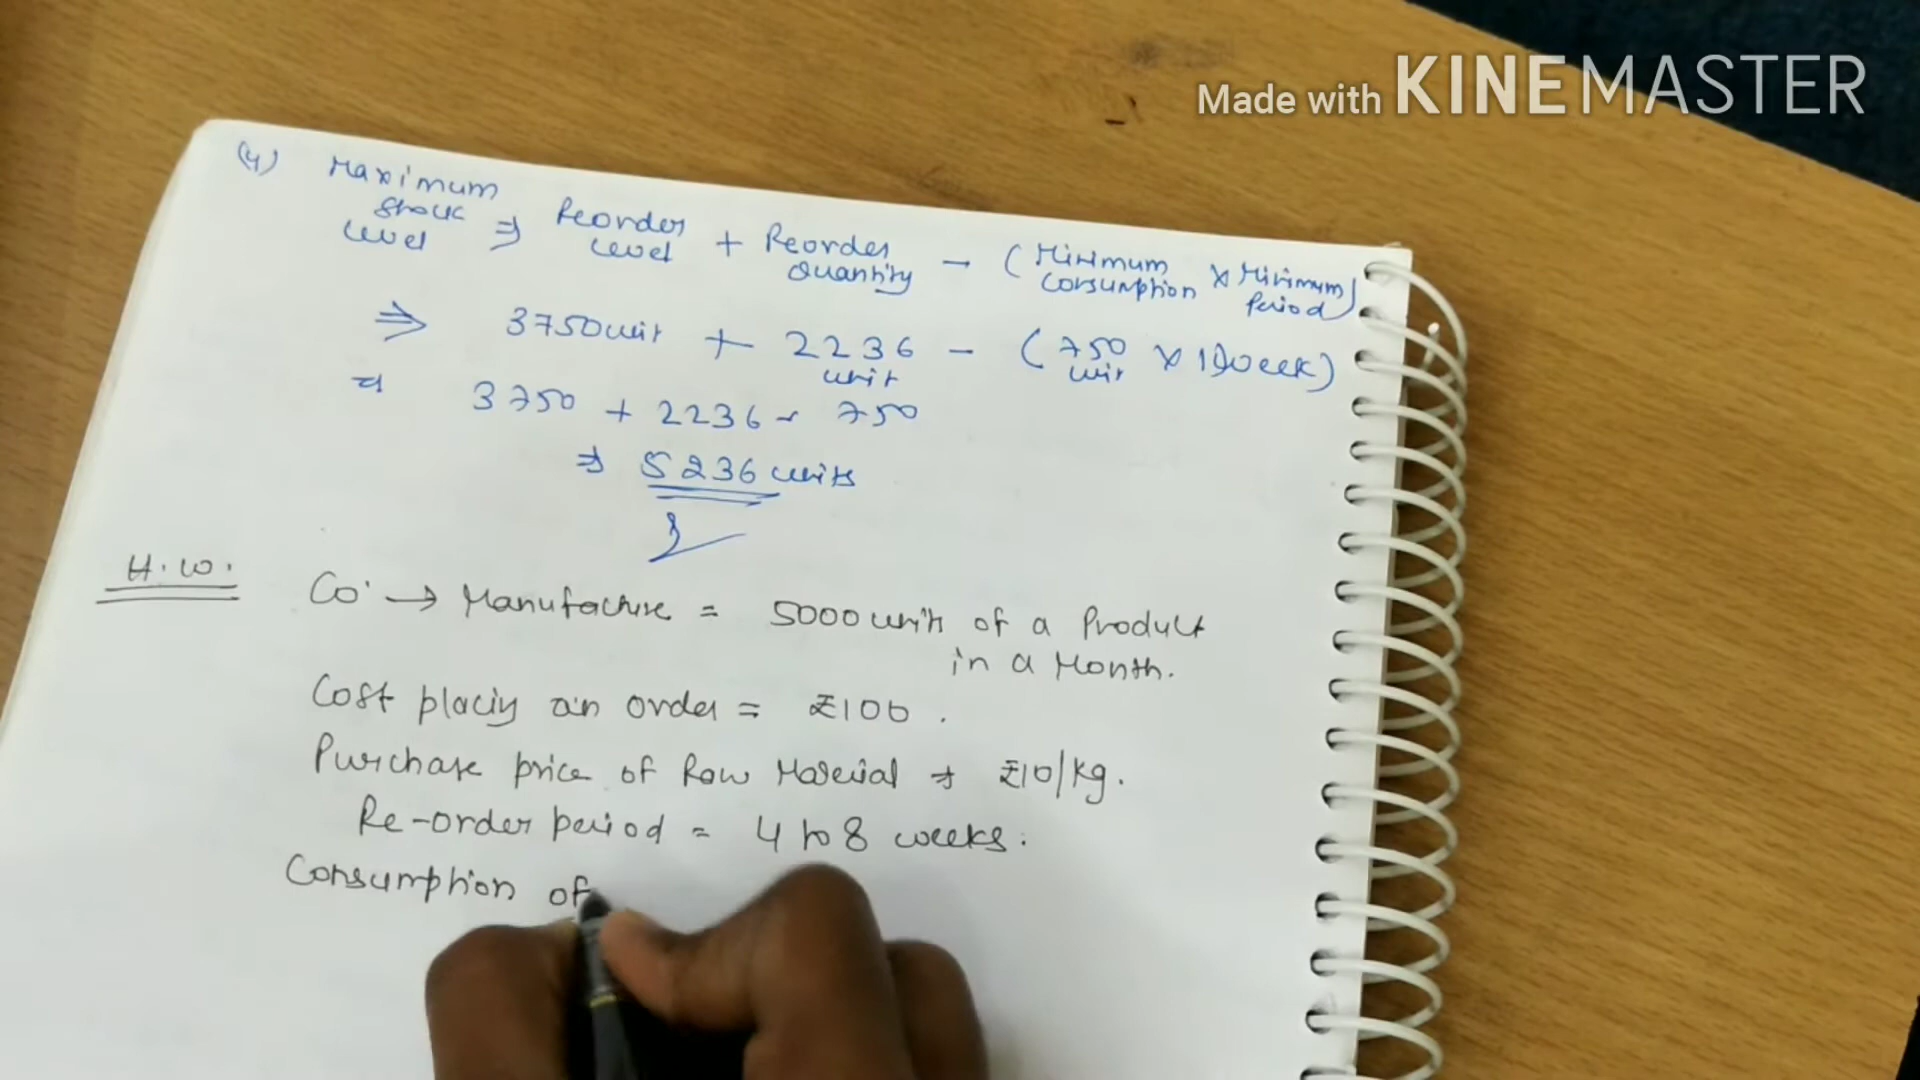 Made with KINEMASTER
(4) Maximum Stock Level ⇒ Reorder Level + Reorder Quantity - (Minimum Consumption × Minimum Period)
⇒ 3750 unit + 2236 unit - (750 unit × 1 Week)
⇒ 3750 + 2236 - 750
⇒ 5236 units
H.W. Co. → Manufacture = 5000 units of a Product
in a Month.
Cost placing an order = ₹100.
Purchase price of Raw Material → ₹10/kg.
Re-order period = 4 to 8 weeks.
Consumption of